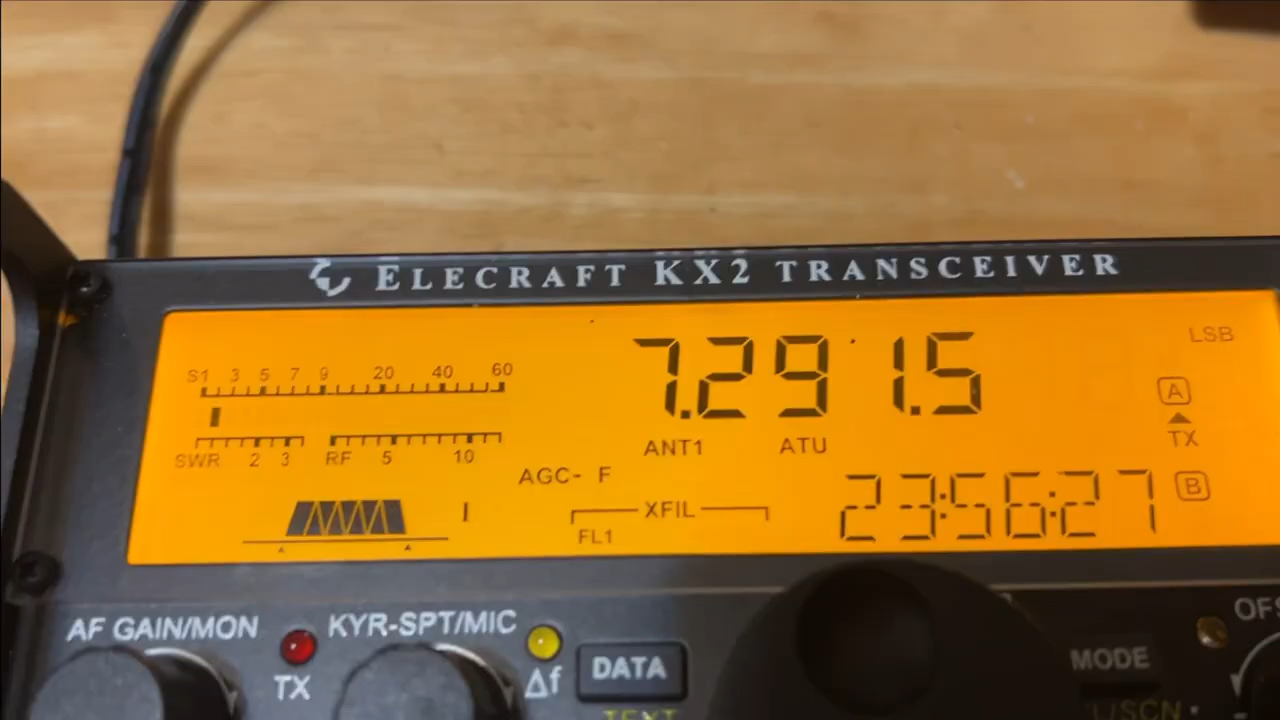 ELECRAFT KX2 TRANSCEIVER
S1 3 5 7 9 20 40 60
SWR 2 3 RF 5 10
7.291.5
LSB
ANT1 ATU
A
TX
AGC- F
XFIL
FL1
23:56:27
B
AF GAIN/MON
TX
KYR-SPT/MIC
Δf
DATA
TEXT
MODE
/SCN